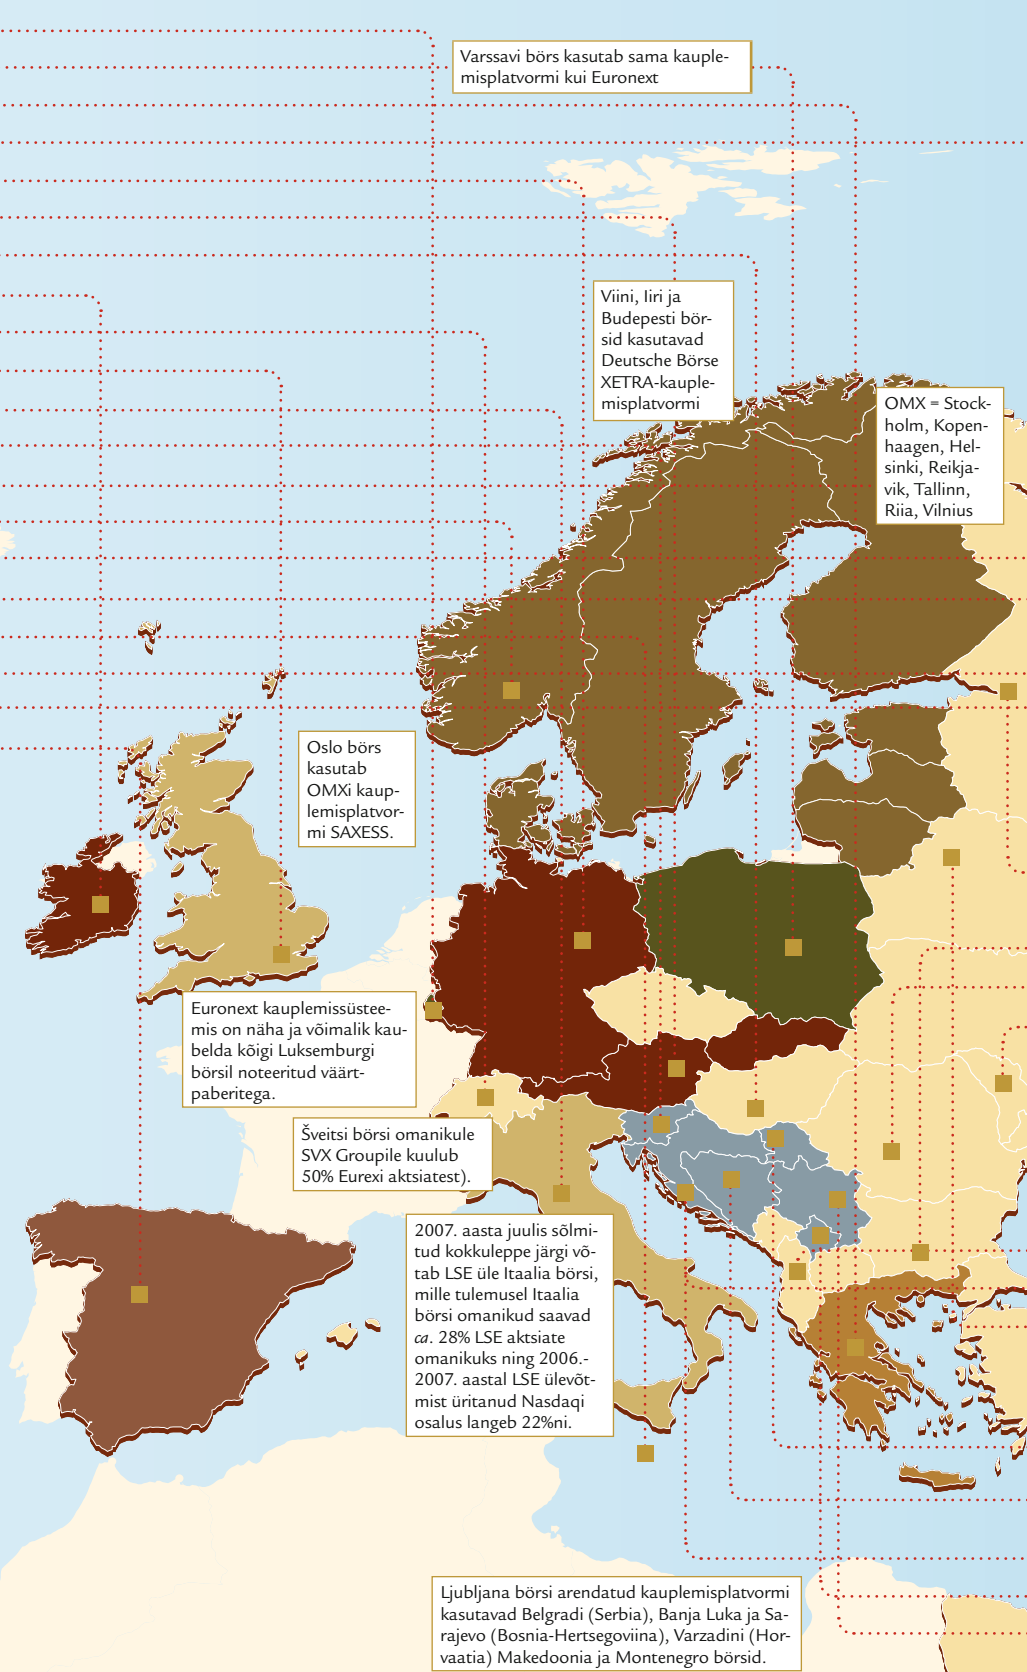 Varssavi börs kasutab sama kauple-
misplatvormi kui Euronext
Viini, Iiri ja
Budepesti bör-
sid kasutavad
Deutsche Börse
XETRA-kauple-
misplatvormi
OMX = Stock-
holm, Kopen-
haagen, Hel-
sinki, Reikja-
vik, Tallinn,
Riia, Vilnius
Oslo börs
kasutab
OMXi kaup-
lemisplatvor-
mi SAXESS.
Euronext kauplemissüstee-
mis on näha ja võimalik kau-
belda kõigi Luksemburgi
börsil noteeritud väärt-
paberitega.
Šveitsi börsi omanikule
SVX Groupile kuulub
50% Eurexi aktsiatest).
2007. aasta juulis sõlmi-
tud kokkuleppe järgi võ-
tab LSE üle Itaalia börsi,
mille tulemusel Itaalia
börsi omanikud saavad
ca. 28% LSE aktsiate
omanikuks ning 2006.-
2007. aastal LSE ülevõt-
mist üritanud Nasdaqi
osalus langeb 22%ni.
Ljubljana börsi arendatud kauplemisplatvormi
kasutavad Belgradi (Serbia), Banja Luka ja Sa-
rajevo (Bosnia-Hertsegoviina), Varzadini (Hor-
vaatia) Makedoonia ja Montenegro börsid.